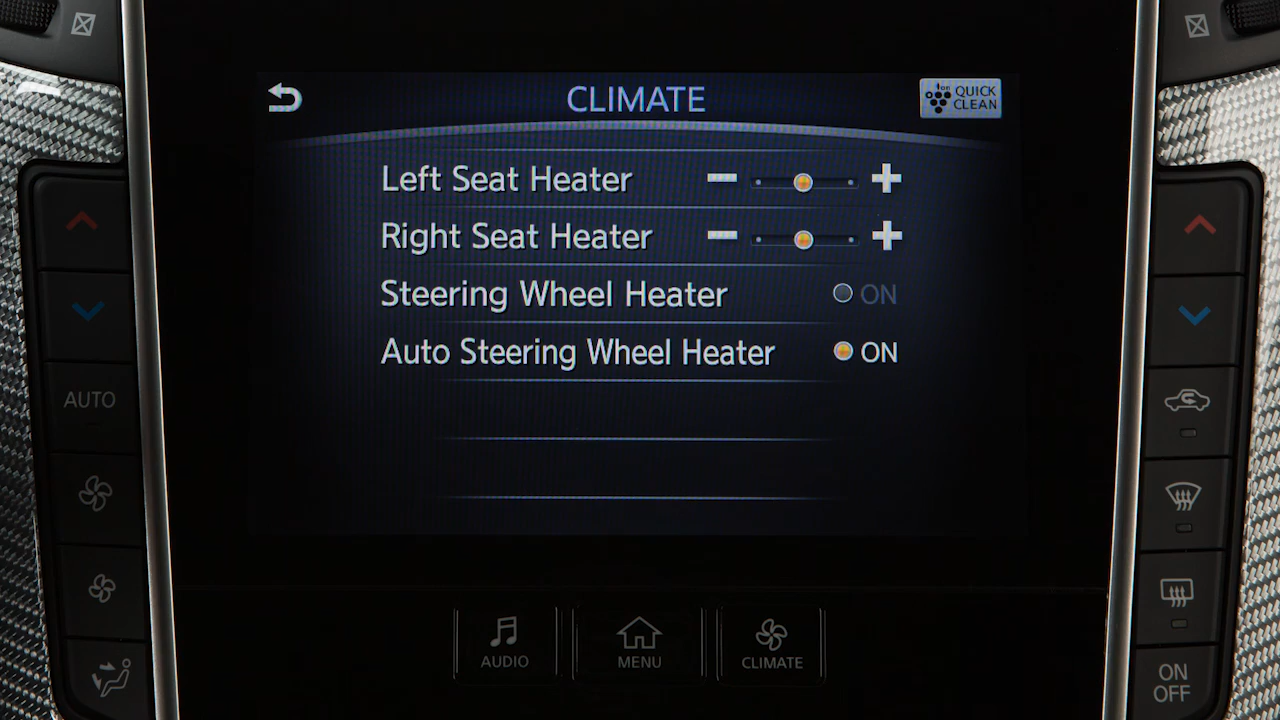 CLIMATE
QUICK
CLEAN
Left Seat Heater
Right Seat Heater
Steering Wheel Heater ON
Auto Steering Wheel Heater ON
AUTO
AUDIO
MENU
CLIMATE
ON
OFF